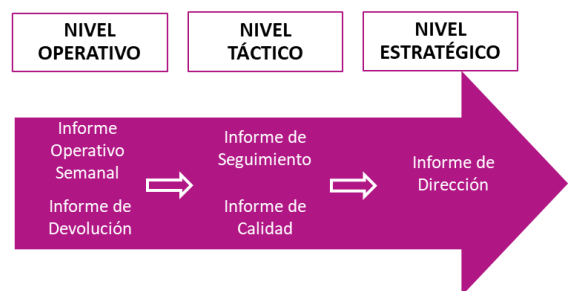 NIVEL
OPERATIVO
NIVEL
TÁCTICO
NIVEL
ESTRATÉGICO
Informe
Operativo
Semanal
Informe de
Devolución
Informe de
Seguimiento
Informe de
Calidad
Informe de
Dirección